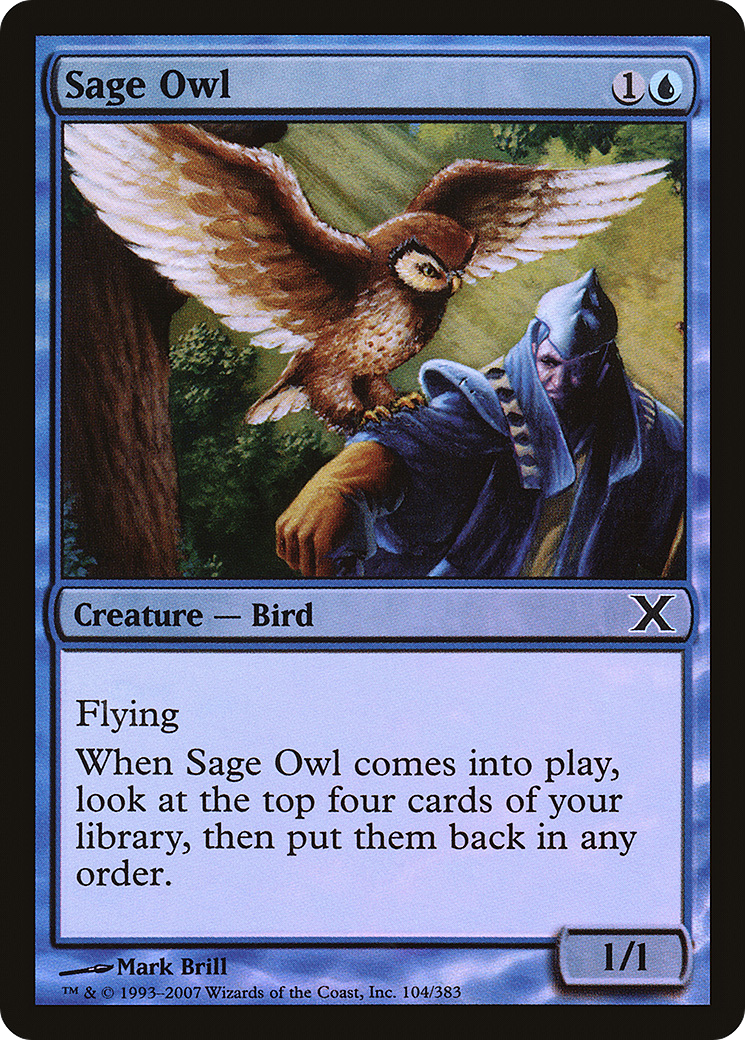 Sage Owl
1
Creature — Bird
X
Flying
When Sage Owl comes into play,
look at the top four cards of your
library, then put them back in any
order.
1/1
Mark Brill
™ & © 1993–2007 Wizards of the Coast, Inc. 104/383